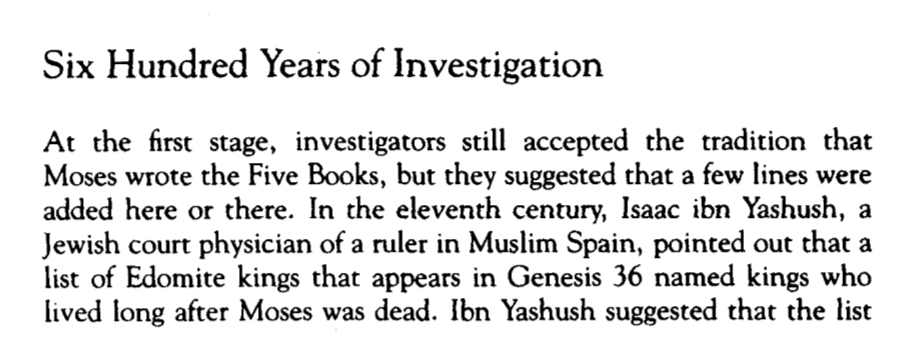 Six Hundred Years of Investigation
At the first stage, investigators still accepted the tradition that
Moses wrote the Five Books, but they suggested that a few lines were
added here or there. In the eleventh century, Isaac ibn Yashush, a
Jewish court physician of a ruler in Muslim Spain, pointed out that a
list of Edomite kings that appears in Genesis 36 named kings who
lived long after Moses was dead. Ibn Yashush suggested that the list